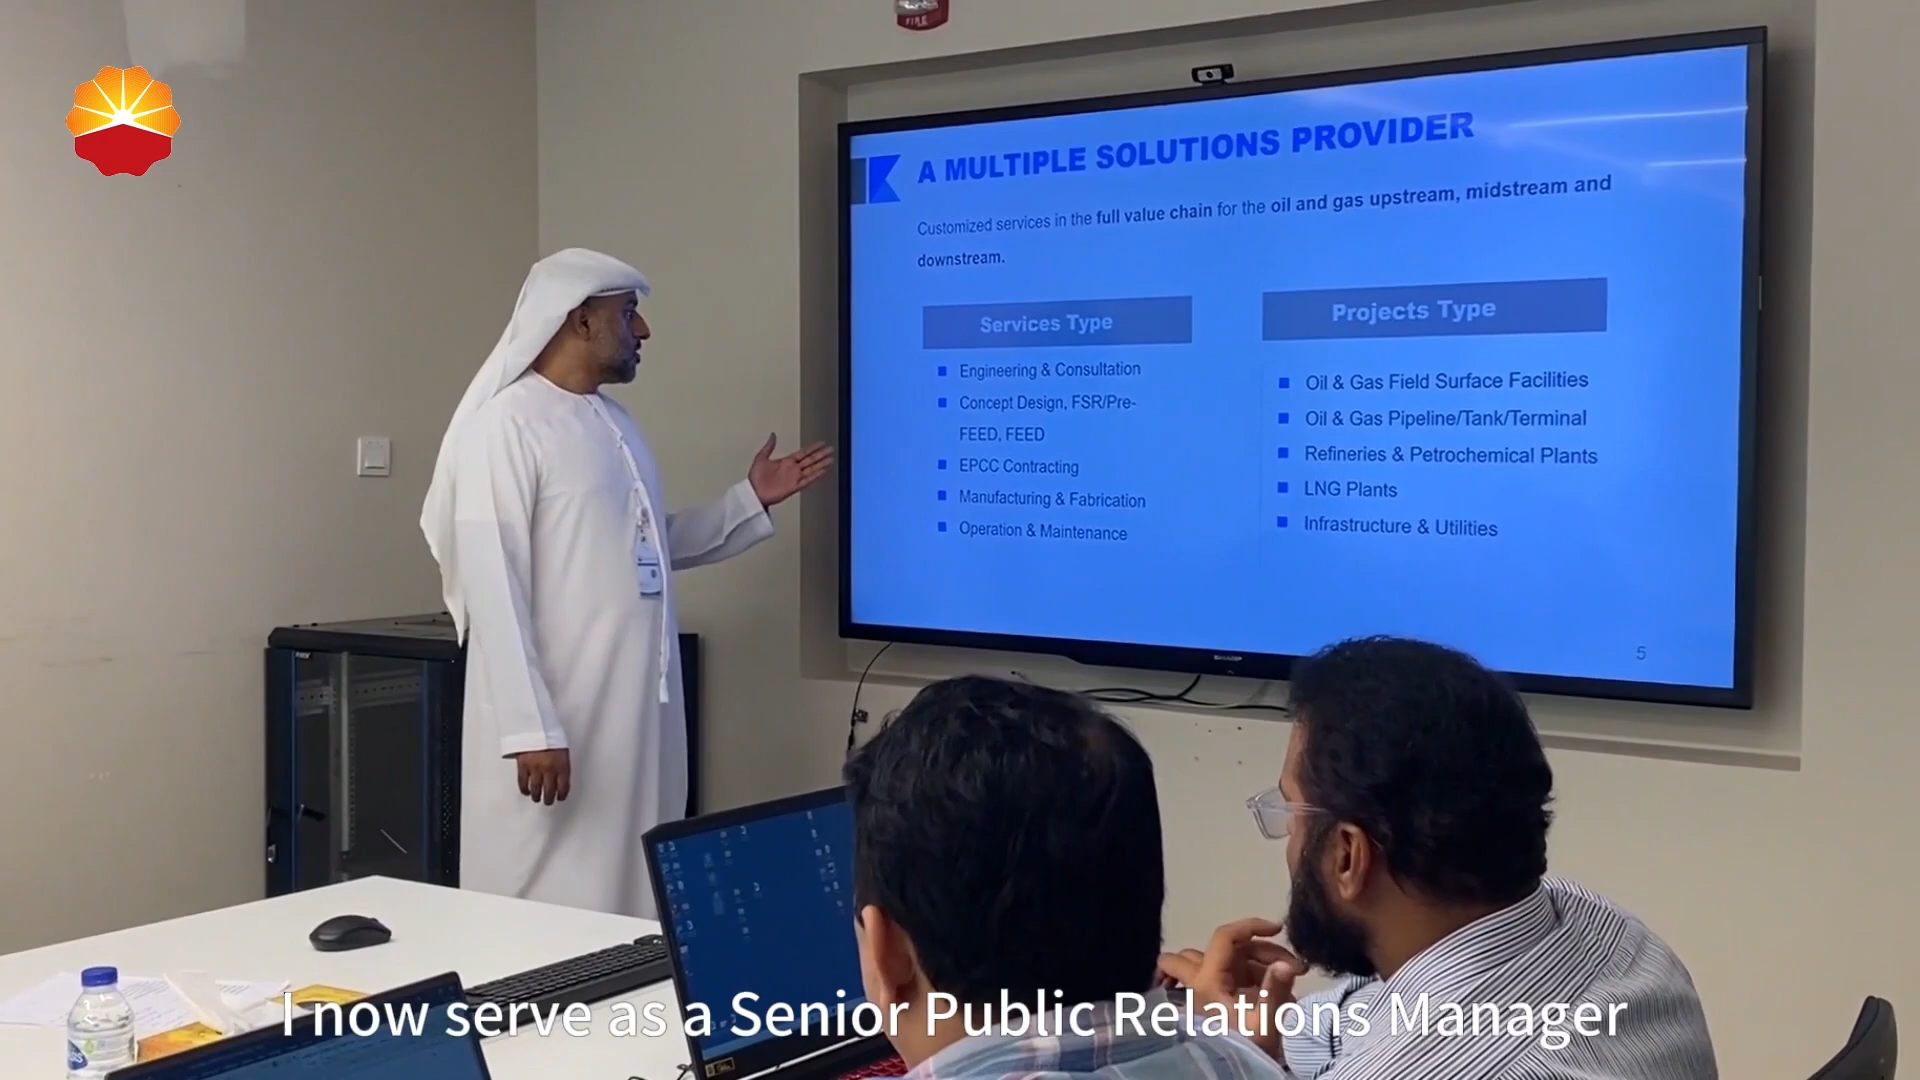 FIRE
A MULTIPLE SOLUTIONS PROVIDER
Customized services in the full value chain for the oil and gas upstream, midstream and
downstream.
Services Type
Engineering & Consultation
Concept Design, FSR/Pre-
FEED, FEED
EPCC Contracting
Manufacturing & Fabrication
Operation & Maintenance
Projects Type
Oil & Gas Field Surface Facilities
Oil & Gas Pipeline/Tank/Terminal
Refineries & Petrochemical Plants
LNG Plants
Infrastructure & Utilities
5
SHARP
I now serve as a Senior Public Relations Manager